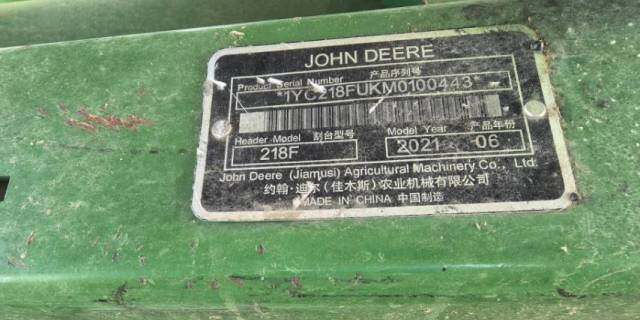 JOHN DEERE
Product Serial Number 产品序列号
*1YC218FUKM0100443*
Header Model 割台型号 Model Year 产品年份
218F 2021 06
John Deere (Jiamusi) Agricultural Machinery Co., Ltd.
约翰·迪尔(佳木斯)农业机械有限公司
MADE IN CHINA 中国制造